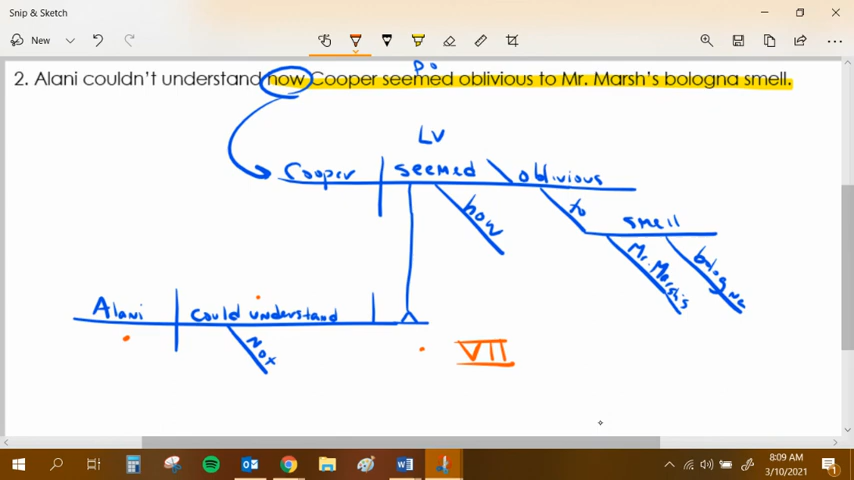 Snip & Sketch
New
2. Alani couldn't understand how Cooper seemed oblivious to Mr. Marsh's bologna smell.
LV
Cooper seemed oblivious
how to smell
Mr. Marsh's bologna
Alani could understand
Not
VII
8:09 AM
3/10/2021